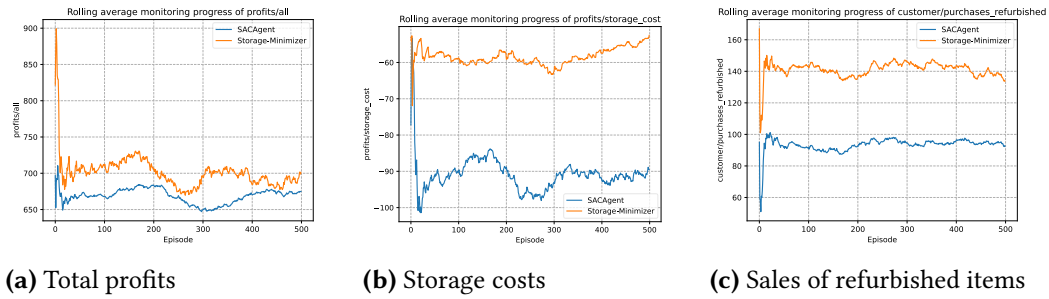 Rolling average monitoring progress of profits/all
SACAgent
Storage-Minimizer
900
850
800
750
700
650
profits/all
0
100
200
300
400
500
Episode
(a) Total profits
Rolling average monitoring progress of profits/storage_cost
−60
−70
−80
−90
−100
profits/storage_cost
SACAgent
Storage-Minimizer
0
100
200
300
400
500
Episode
(b) Storage costs
Rolling average monitoring progress of customer/purchases_refurbished
SACAgent
Storage-Minimizer
160
140
120
100
80
60
customer/purchases_refurbished
0
100
200
300
400
500
Episode
(c) Sales of refurbished items